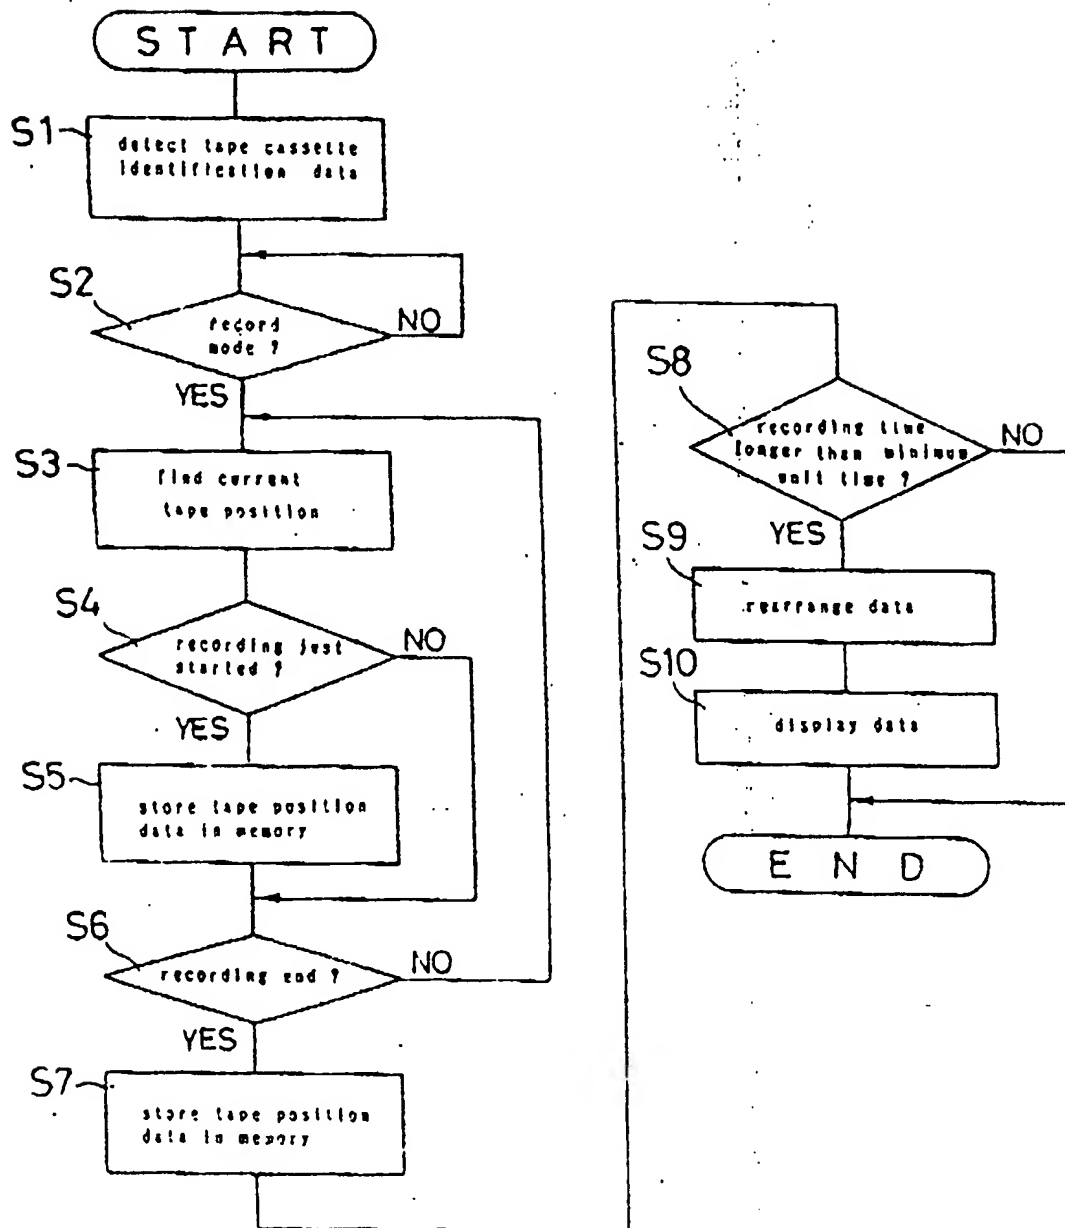 START
S1
detect tape cassette
identification data
S2
record
mode ?
NO
YES
S3
find current
tape position
S4
recording just
started ?
NO
YES
S5
store tape position
data in memory
S6
recording end ?
NO
YES
S7
store tape position
data in memory
S8
recording time
longer than minimum
unit time ?
NO
YES
S9
rearrange data
S10
display data
END